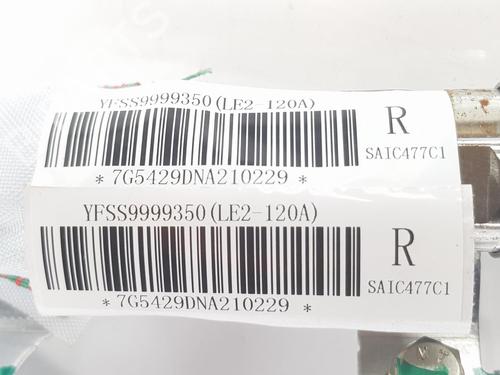 YFSS9999350(LE2-120A)
R
SAIC477C1
*7G5429DNA210229*
YFSS9999350(LE2-120A)
R
SAIC477C1
*7G5429DNA210229 *